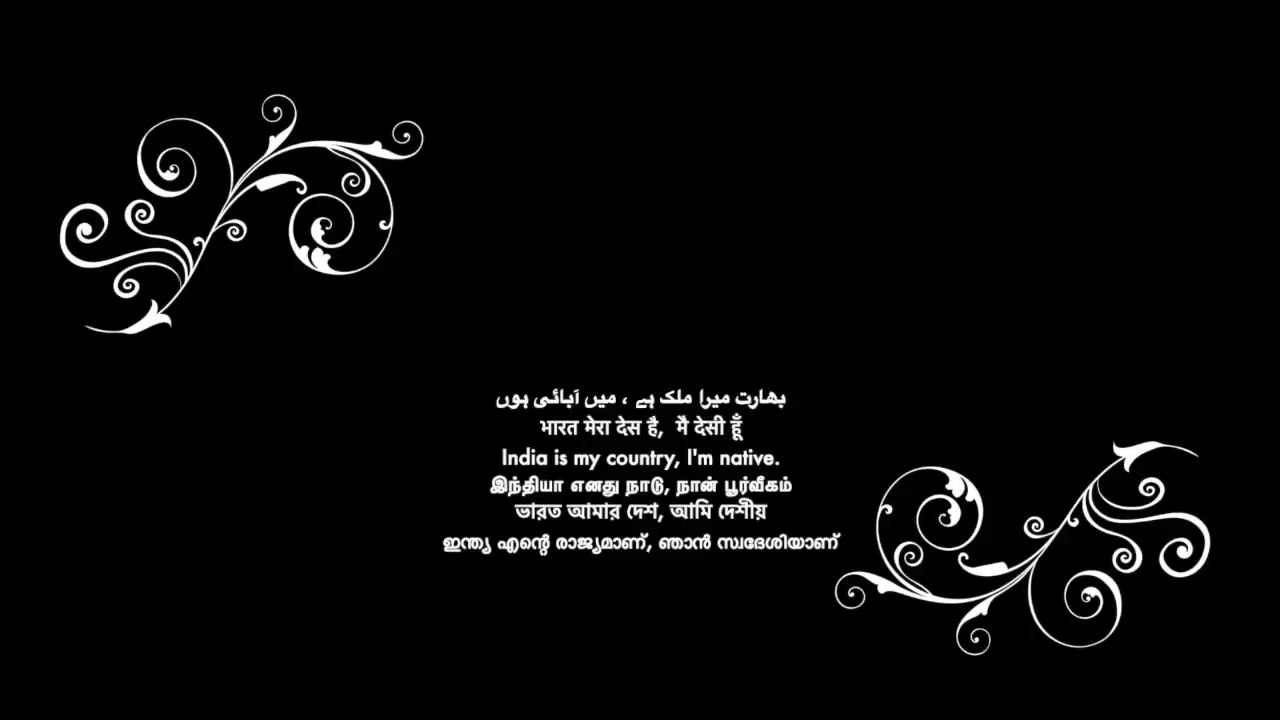 بھارت میرا ملک ہے ، میں آبائی ہوں
भारत मेरा देस है, मै देसी हूँ
India is my country, I'm native.
இந்தியா எனது நாடு, நான் பூர்வீகம்
ভারত আমার দেশ, আমি দেশীয়
ഇന്ത്യ എന്റെ രാജ്യമാണ്, ഞാൻ സ്വദേശിയാണ്